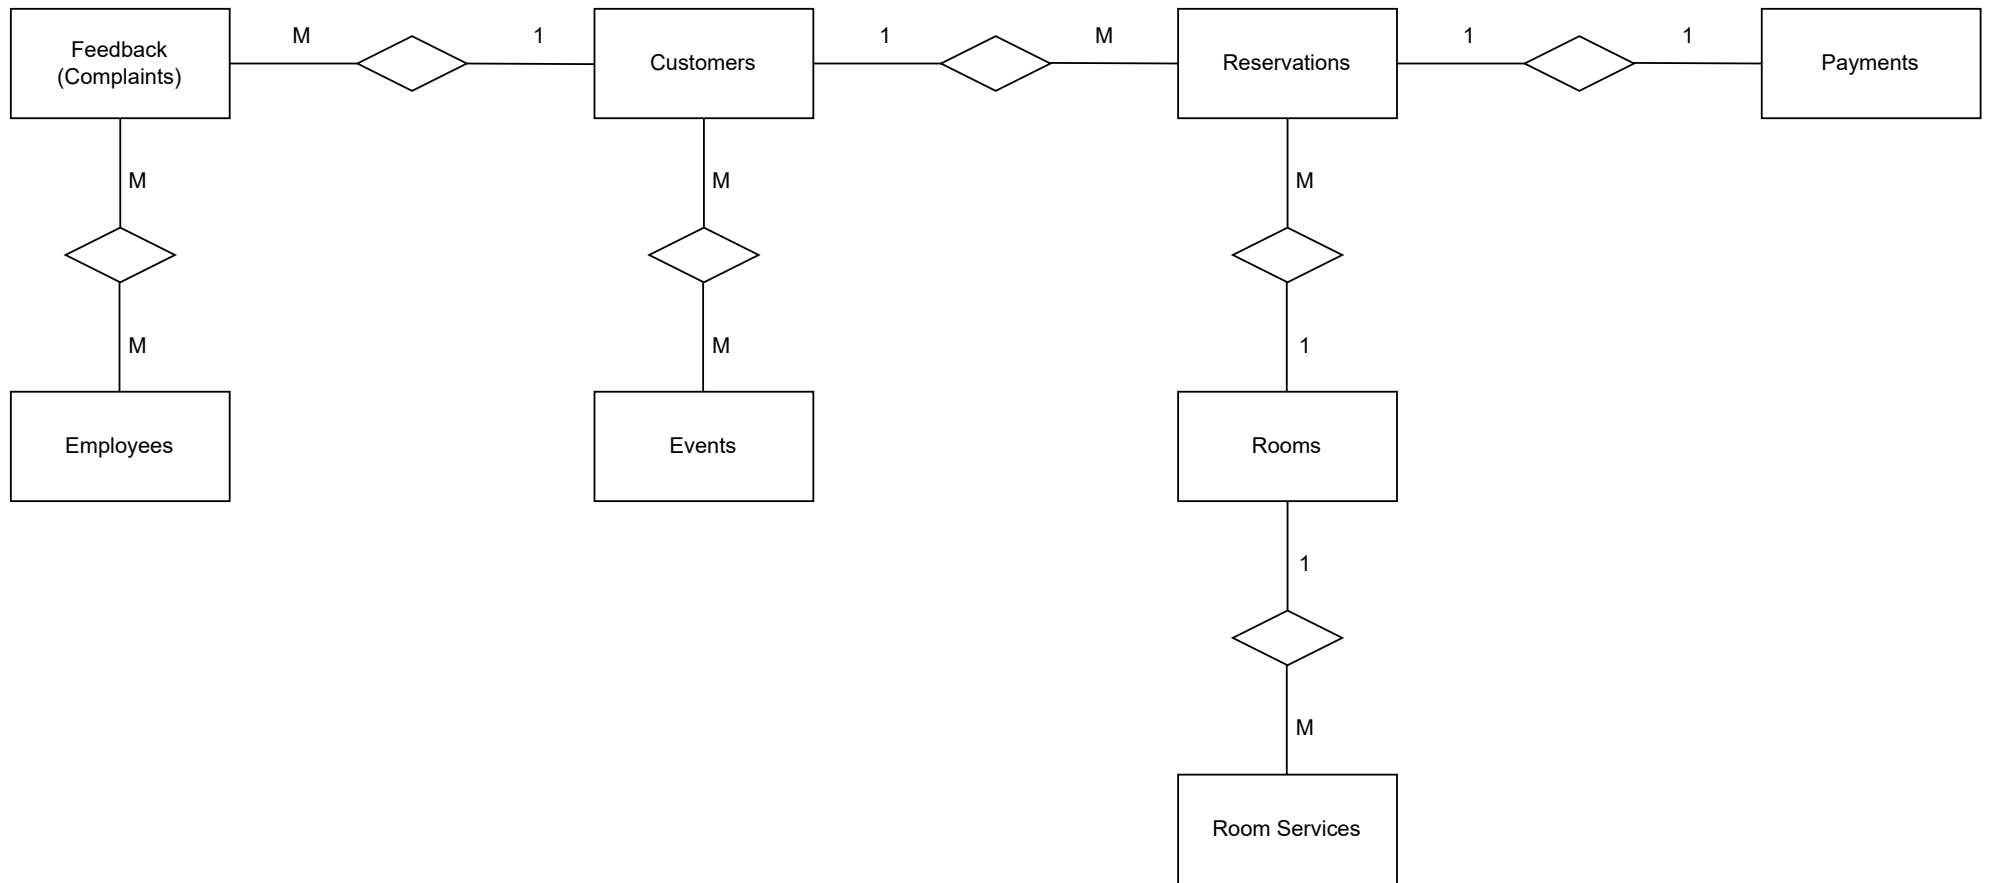 M
1
1
M
1
1
Feedback
(Complaints)
Customers
Reservations
Payments
M
M
M
M
M
1
Employees
Events
Rooms
1
M
Room Services